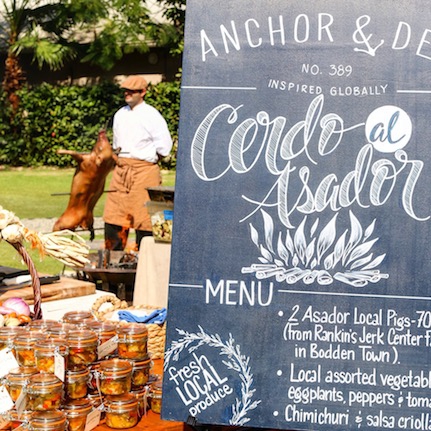 ANCHOR & DE
NO. 389
INSPIRED GLOBALLY
Cerdo al
Asador
MENU
• 2 Asador Local Pigs-70
(from Rankin's Jerk Center f
in Bodden Town).
• Local assorted vegetabl
eggplants, peppers & toma
• Chimichuri & salsa criol
fresh
LOCAL
produce